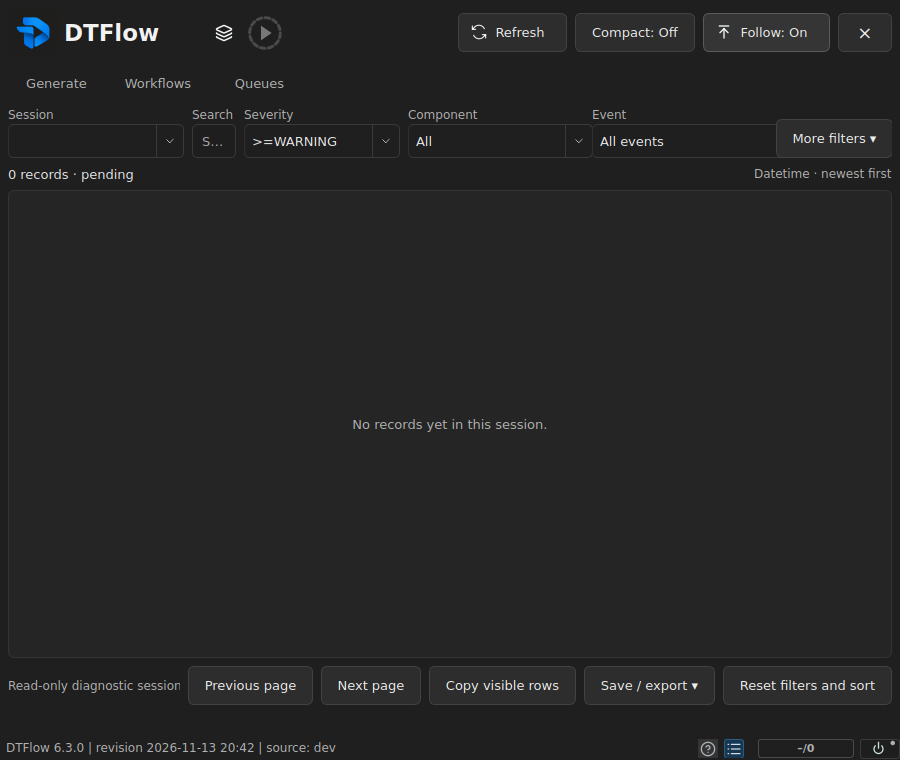 DTFlow
Refresh
Compact: Off
Follow: On
Generate
Workflows
Queues
Session
Search
Severity
Component
Event
S...
>=WARNING
All
All events
More filters ▾
0 records · pending
Datetime · newest first
No records yet in this session.
Read-only diagnostic session
Previous page
Next page
Copy visible rows
Save / export ▾
Reset filters and sort
DTFlow 6.3.0 | revision 2026-11-13 20:42 | source: dev
-/0